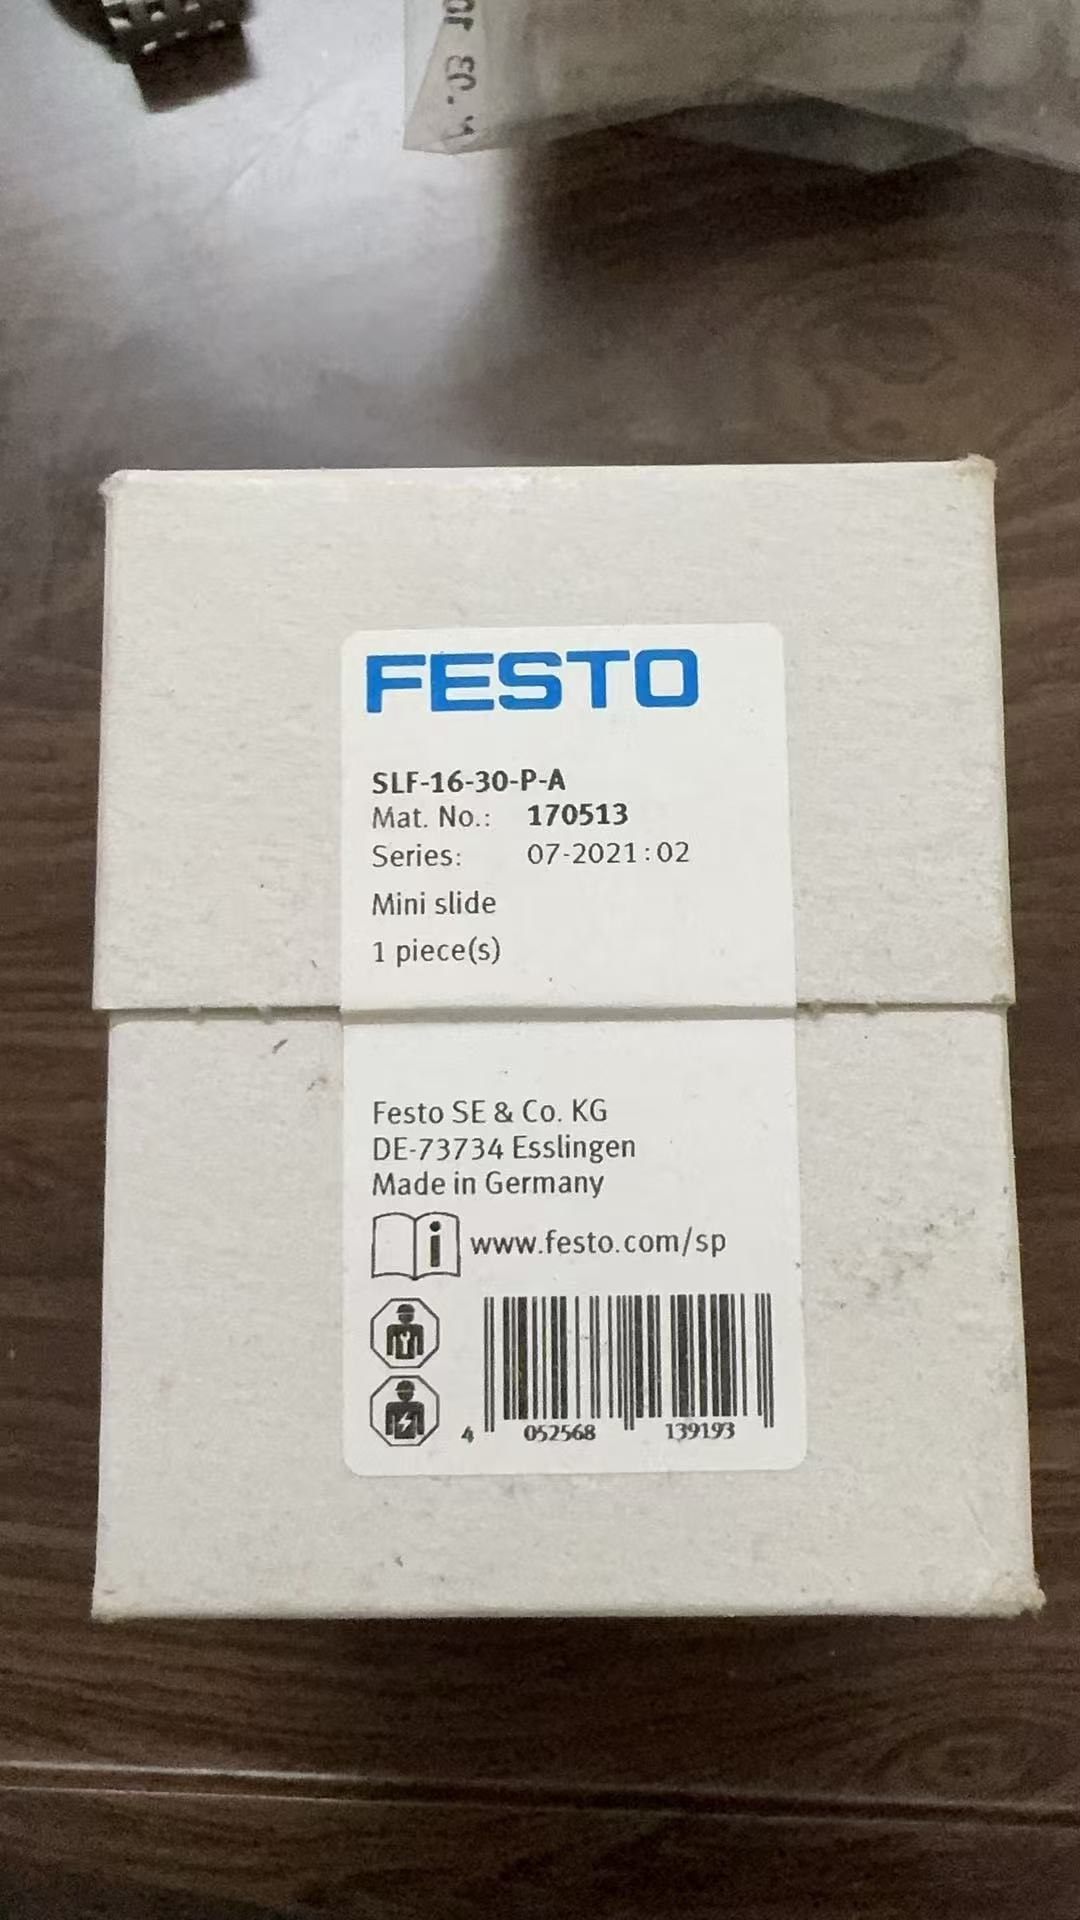 FESTO
SLF-16-30-P-A
Mat. No.: 170513
Series: 07-2021:02
Mini slide
1 piece(s)
Festo SE & Co. KG
DE-73734 Esslingen
Made in Germany
i www.festo.com/sp
4 052568 139193